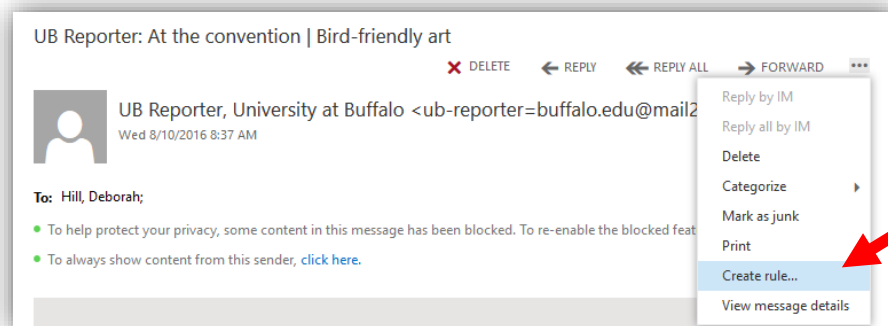 UB Reporter: At the convention | Bird-friendly art
DELETE REPLY REPLY ALL FORWARD ...
UB Reporter, University at Buffalo <ub-reporter=buffalo.edu@mail2
Wed 8/10/2016 8:37 AM
To: Hill, Deborah;
To help protect your privacy, some content in this message has been blocked. To re-enable the blocked feat
To always show content from this sender, click here.
Reply by IM
Reply all by IM
Delete
Categorize
Mark as junk
Print
Create rule...
View message details